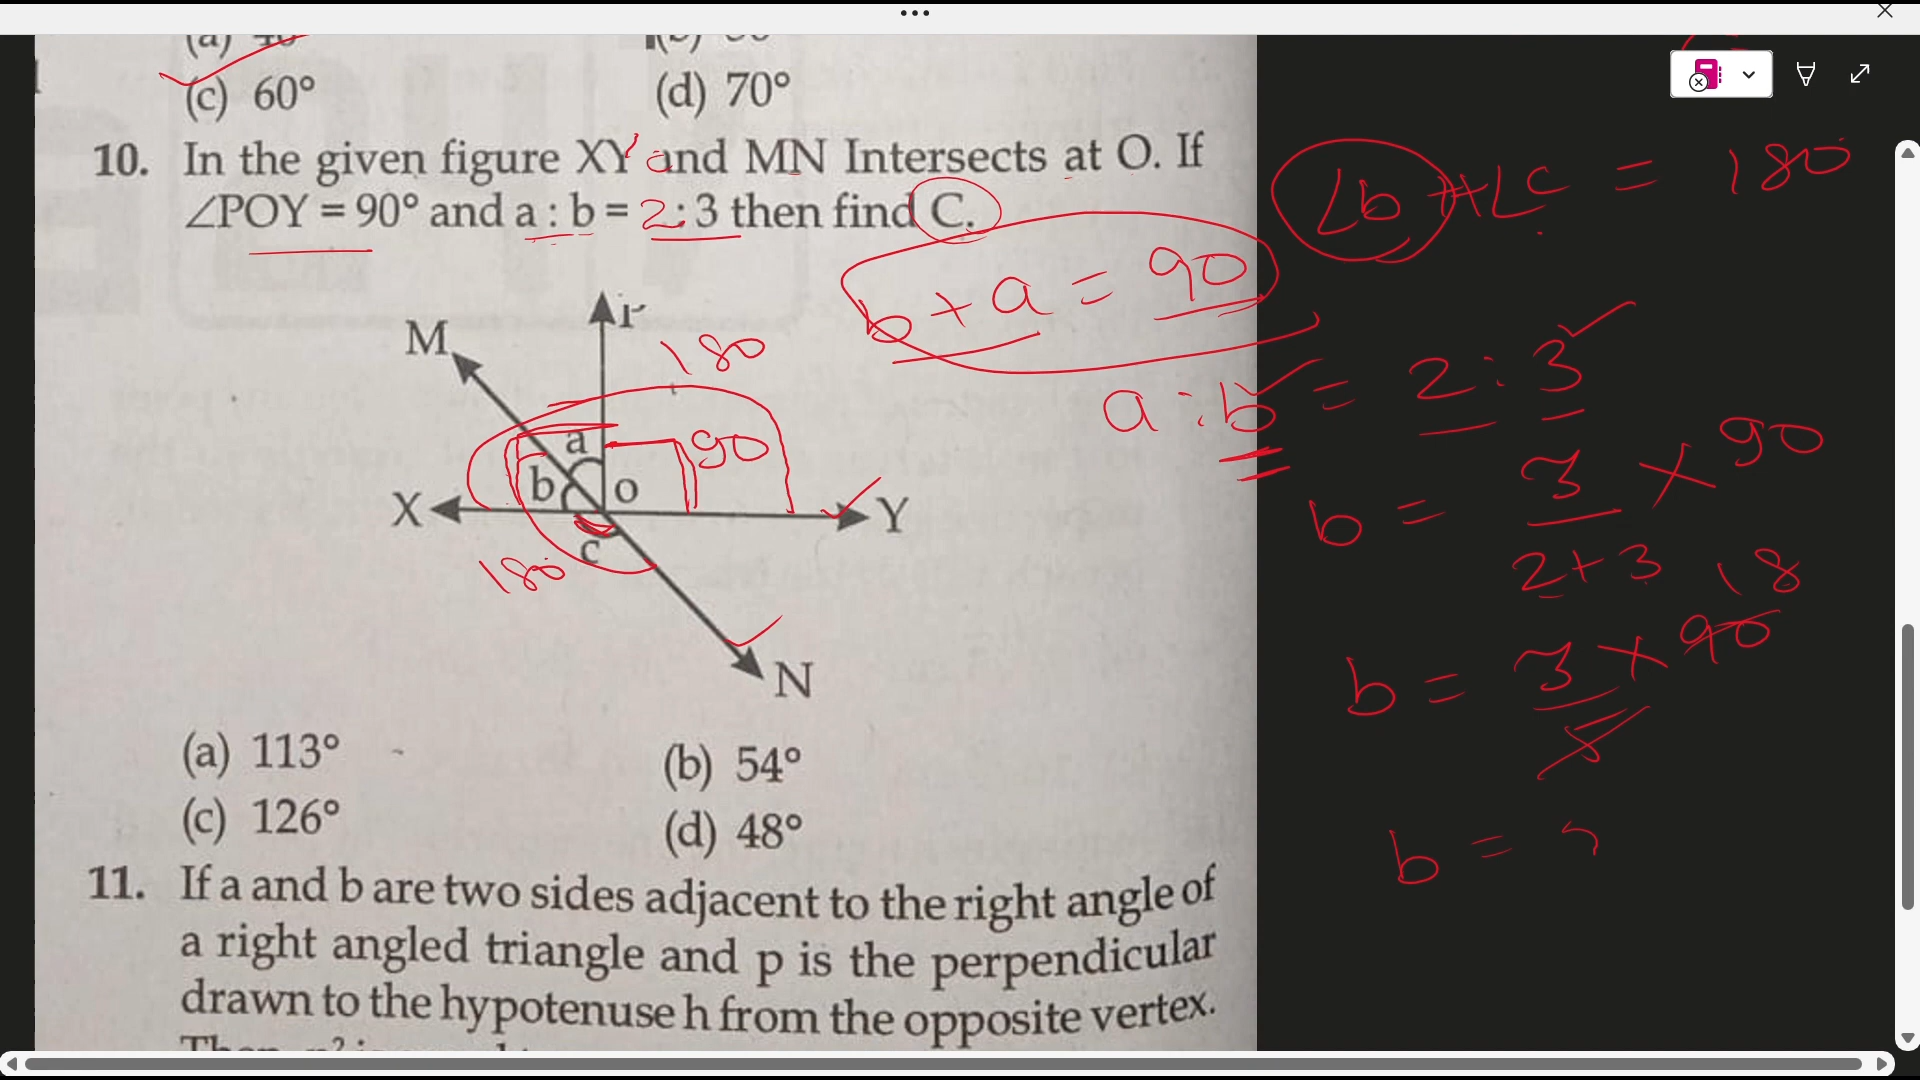 (c) 60°
(d) 70°
10. In the given figure XY and MN Intersects at O. If
∠POY = 90° and a : b = 2:3 then find C.
∠b + ∠c = 180
b + a = 90
a : b = 2 : 3
b = 3 × 90
2+3
18
b = 3 × 90
5
b =
M
180
a
90
b
O
X
Y
c
180
N
(a) 113°
(b) 54°
(c) 126°
(d) 48°
11. If a and b are two sides adjacent to the right angle of
a right angled triangle and p is the perpendicular
drawn to the hypotenuse h from the opposite vertex.